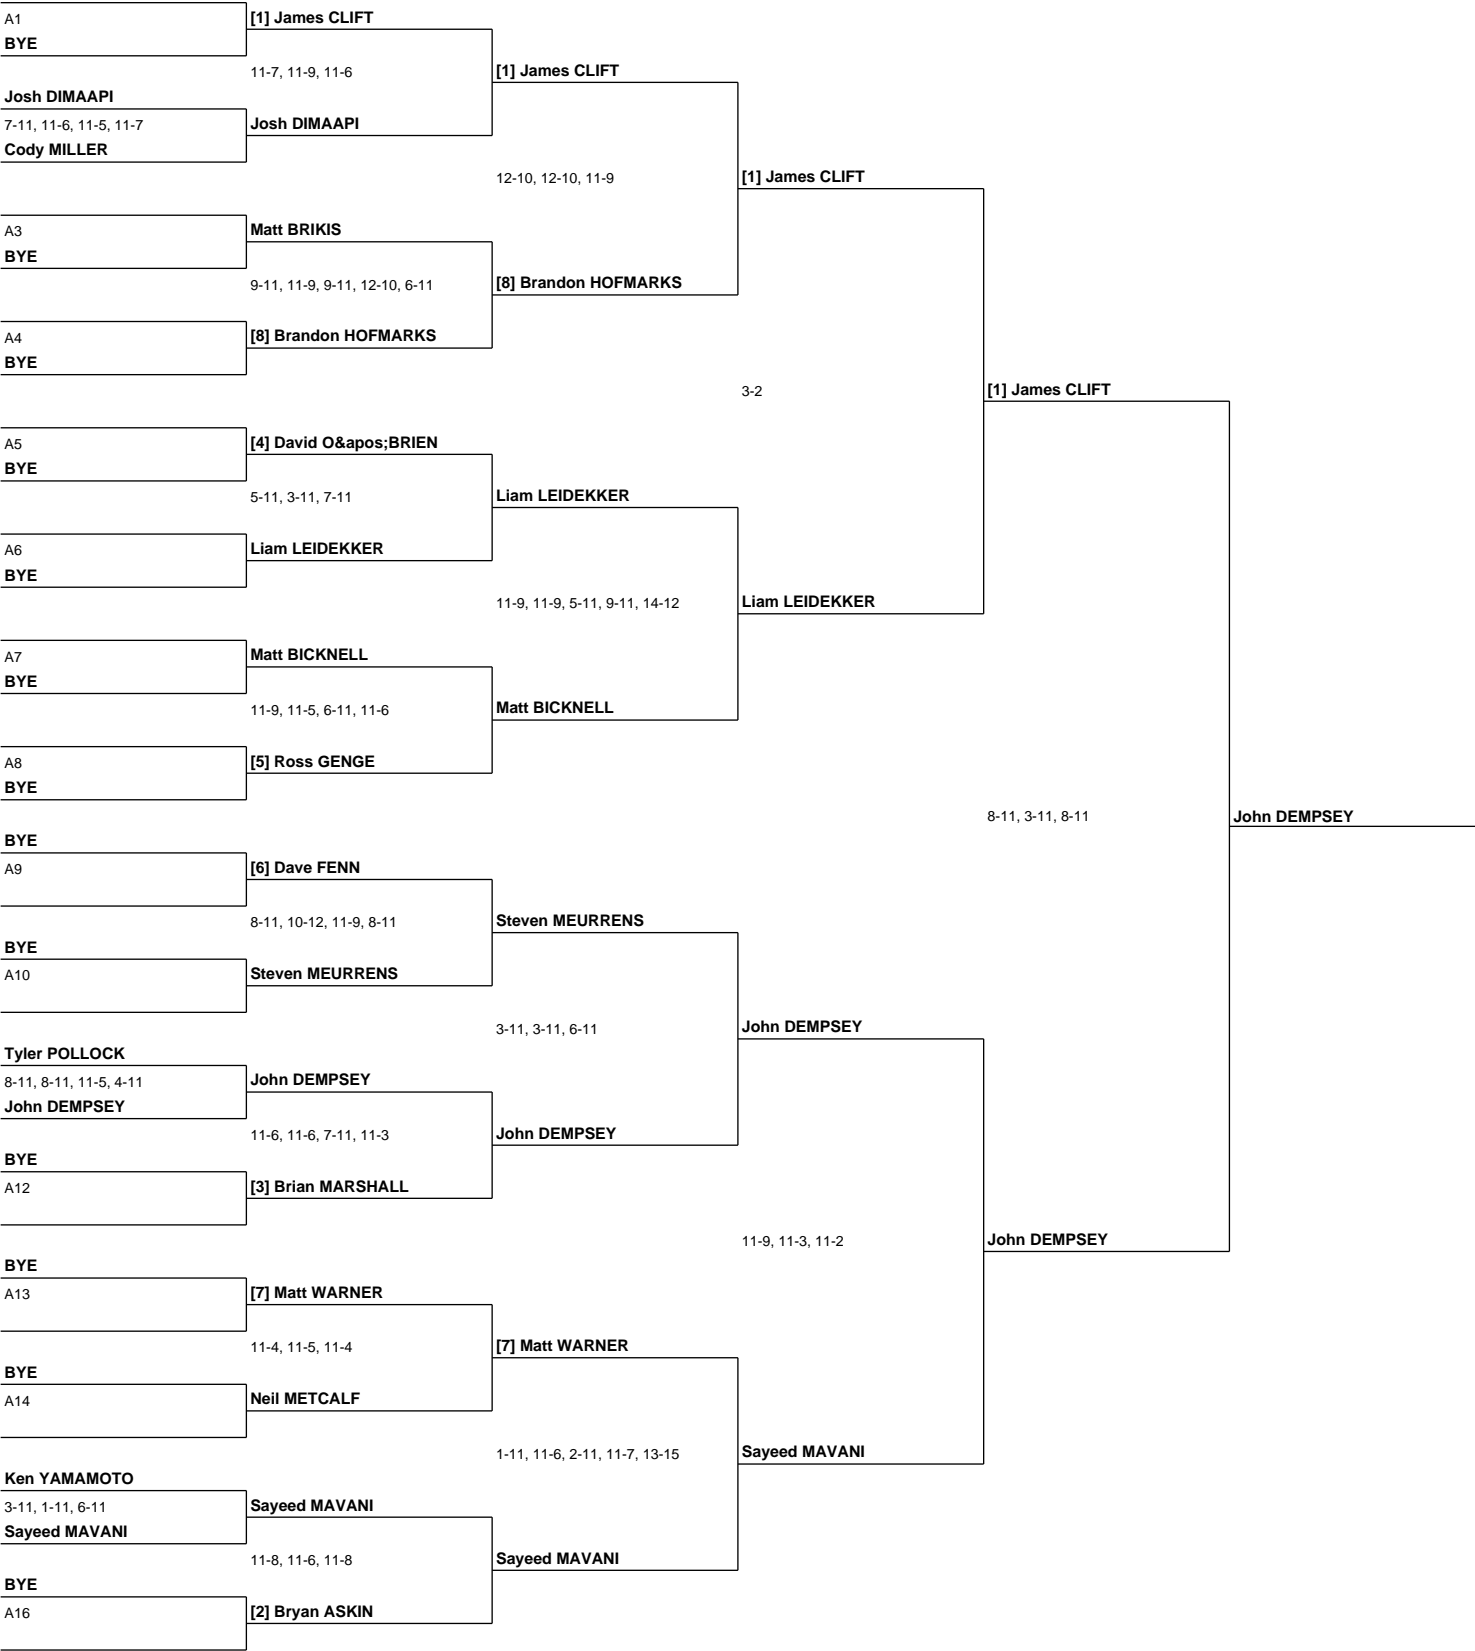 A1
BYE
[1] James CLIFT
11-7, 11-9, 11-6
[1] James CLIFT
Josh DIMAAPI
7-11, 11-6, 11-5, 11-7
Cody MILLER
Josh DIMAAPI
12-10, 12-10, 11-9
[1] James CLIFT
A3
BYE
Matt BRIKIS
9-11, 11-9, 9-11, 12-10, 6-11
[8] Brandon HOFMARKS
A4
BYE
[8] Brandon HOFMARKS
3-2
[1] James CLIFT
A5
BYE
[4] David O&apos;BRIEN
5-11, 3-11, 7-11
Liam LEIDEKKER
A6
BYE
Liam LEIDEKKER
11-9, 11-9, 5-11, 9-11, 14-12
Liam LEIDEKKER
A7
BYE
Matt BICKNELL
11-9, 11-5, 6-11, 11-6
Matt BICKNELL
A8
BYE
[5] Ross GENGE
8-11, 3-11, 8-11
John DEMPSEY
BYE
A9
[6] Dave FENN
8-11, 10-12, 11-9, 8-11
Steven MEURRENS
BYE
A10
Steven MEURRENS
3-11, 3-11, 6-11
John DEMPSEY
Tyler POLLOCK
8-11, 8-11, 11-5, 4-11
John DEMPSEY
John DEMPSEY
11-6, 11-6, 7-11, 11-3
John DEMPSEY
BYE
A12
[3] Brian MARSHALL
11-9, 11-3, 11-2
John DEMPSEY
BYE
A13
[7] Matt WARNER
11-4, 11-5, 11-4
[7] Matt WARNER
BYE
A14
Neil METCALF
1-11, 11-6, 2-11, 11-7, 13-15
Sayeed MAVANI
Ken YAMAMOTO
3-11, 1-11, 6-11
Sayeed MAVANI
Sayeed MAVANI
11-8, 11-6, 11-8
Sayeed MAVANI
BYE
A16
[2] Bryan ASKIN